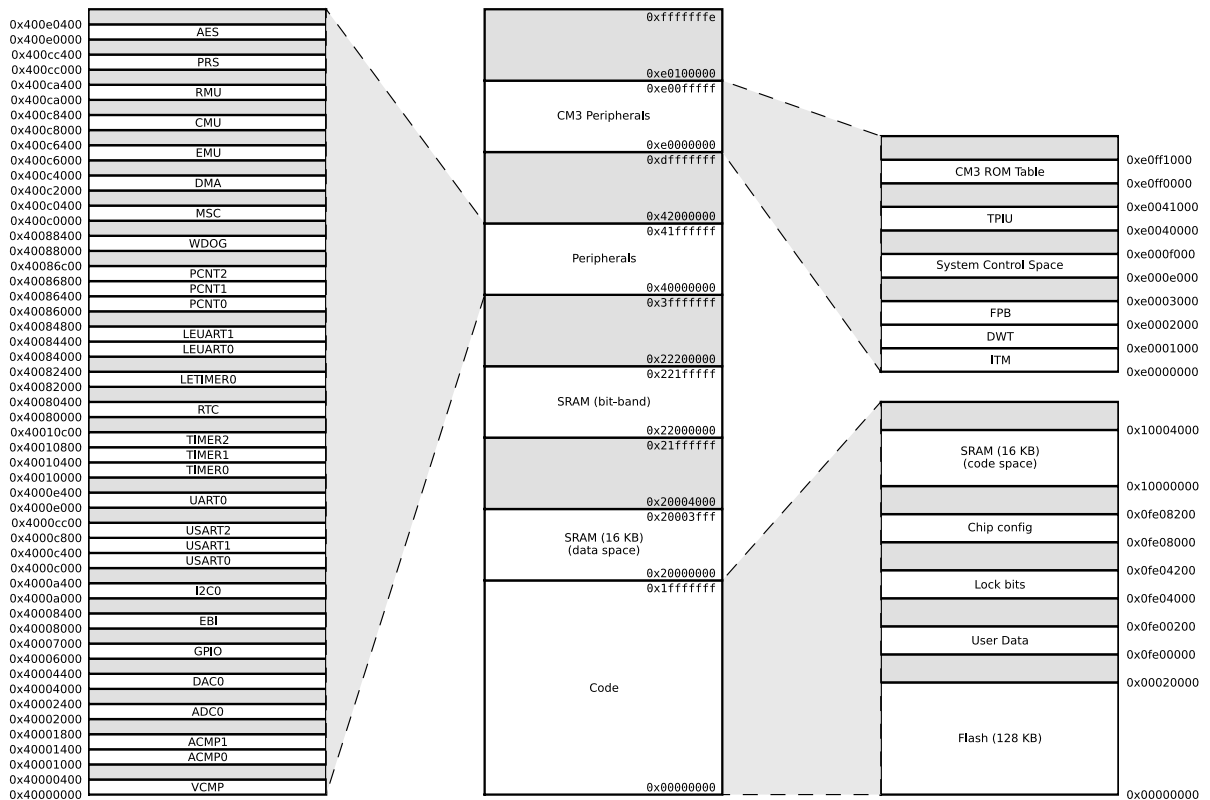 0x400e0400
AES
0x400e0000
0x400cc400
PRS
0x400cc000
0x400ca400
RMU
0x400ca000
0x400c8400
CMU
0x400c8000
0x400c6400
EMU
0x400c6000
0x400c4000
DMA
0x400c2000
0x400c0400
MSC
0x400c0000
0x40088400
WDOG
0x40088000
0x40086c00
PCNT2
0x40086800
PCNT1
0x40086400
PCNT0
0x40086000
0x40084800
LEUART1
0x40084400
LEUART0
0x40084000
0x40082400
LETIMER0
0x40082000
0x40080400
RTC
0x40080000
0x40010c00
TIMER2
0x40010800
TIMER1
0x40010400
TIMER0
0x40010000
0x4000e400
UART0
0x4000e000
0x4000cc00
USART2
0x4000c800
USART1
0x4000c400
USART0
0x4000c000
0x4000a400
I2C0
0x4000a000
0x40008400
EBI
0x40008000
0x40007000
GPIO
0x40006000
0x40004400
DAC0
0x40004000
0x40002400
ADC0
0x40002000
0x40001800
ACMP1
0x40001400
ACMP0
0x40001000
0x40000400
VCMP
0x40000000
0xfffffffe
0xe0100000
0xe00fffff
CM3 Peripherals
0xe0000000
0xdfffffff
0x42000000
0x41ffffff
Peripherals
0x40000000
0x3fffffff
0x22200000
0x221fffff
SRAM (bit-band)
0x22000000
0x21ffffff
0x20004000
0x20003fff
SRAM (16 KB)
(data space)
0x20000000
0x1fffffff
Code
0x00000000
0xe0ff1000
CM3 ROM Table
0xe0ff0000
0xe0041000
TPIU
0xe0040000
0xe000f000
System Control Space
0xe000e000
0xe0003000
FPB
0xe0002000
DWT
0xe0001000
ITM
0xe0000000
0x10004000
SRAM (16 KB)
(code space)
0x10000000
0x0fe08200
Chip config
0x0fe08000
0x0fe04200
Lock bits
0x0fe04000
0x0fe00200
User Data
0x0fe00000
0x00020000
Flash (128 KB)
0x00000000